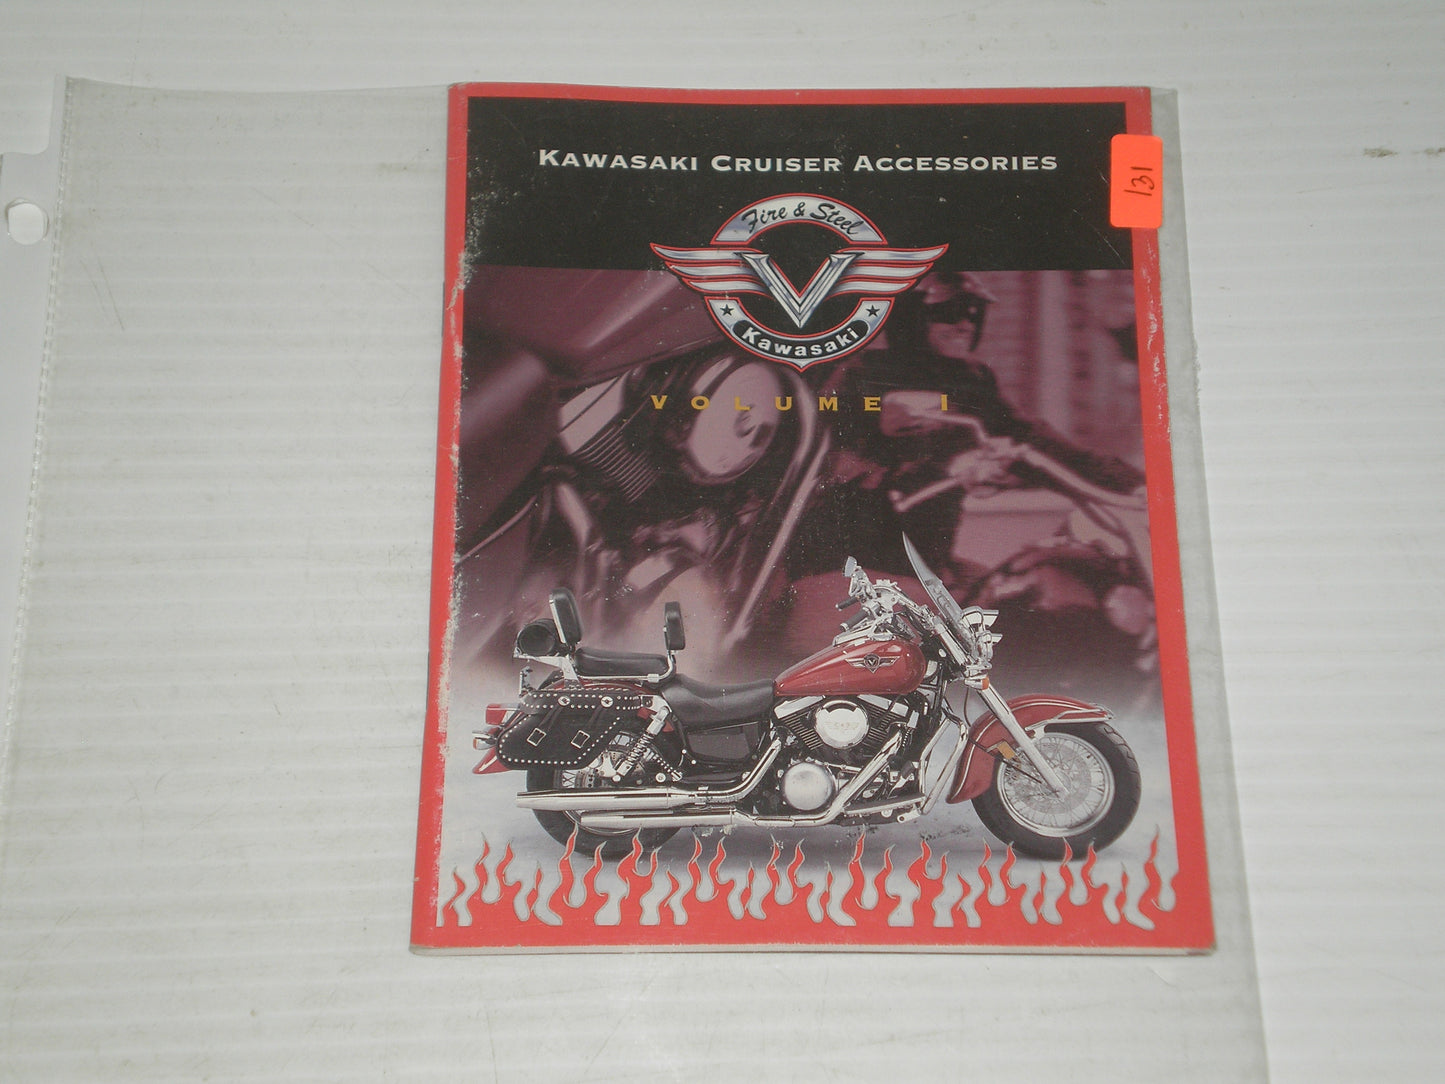 KAWASAKI CRUISER ACCESSORIES
131
Fire & Steel
V
Kawasaki
VOLUME I